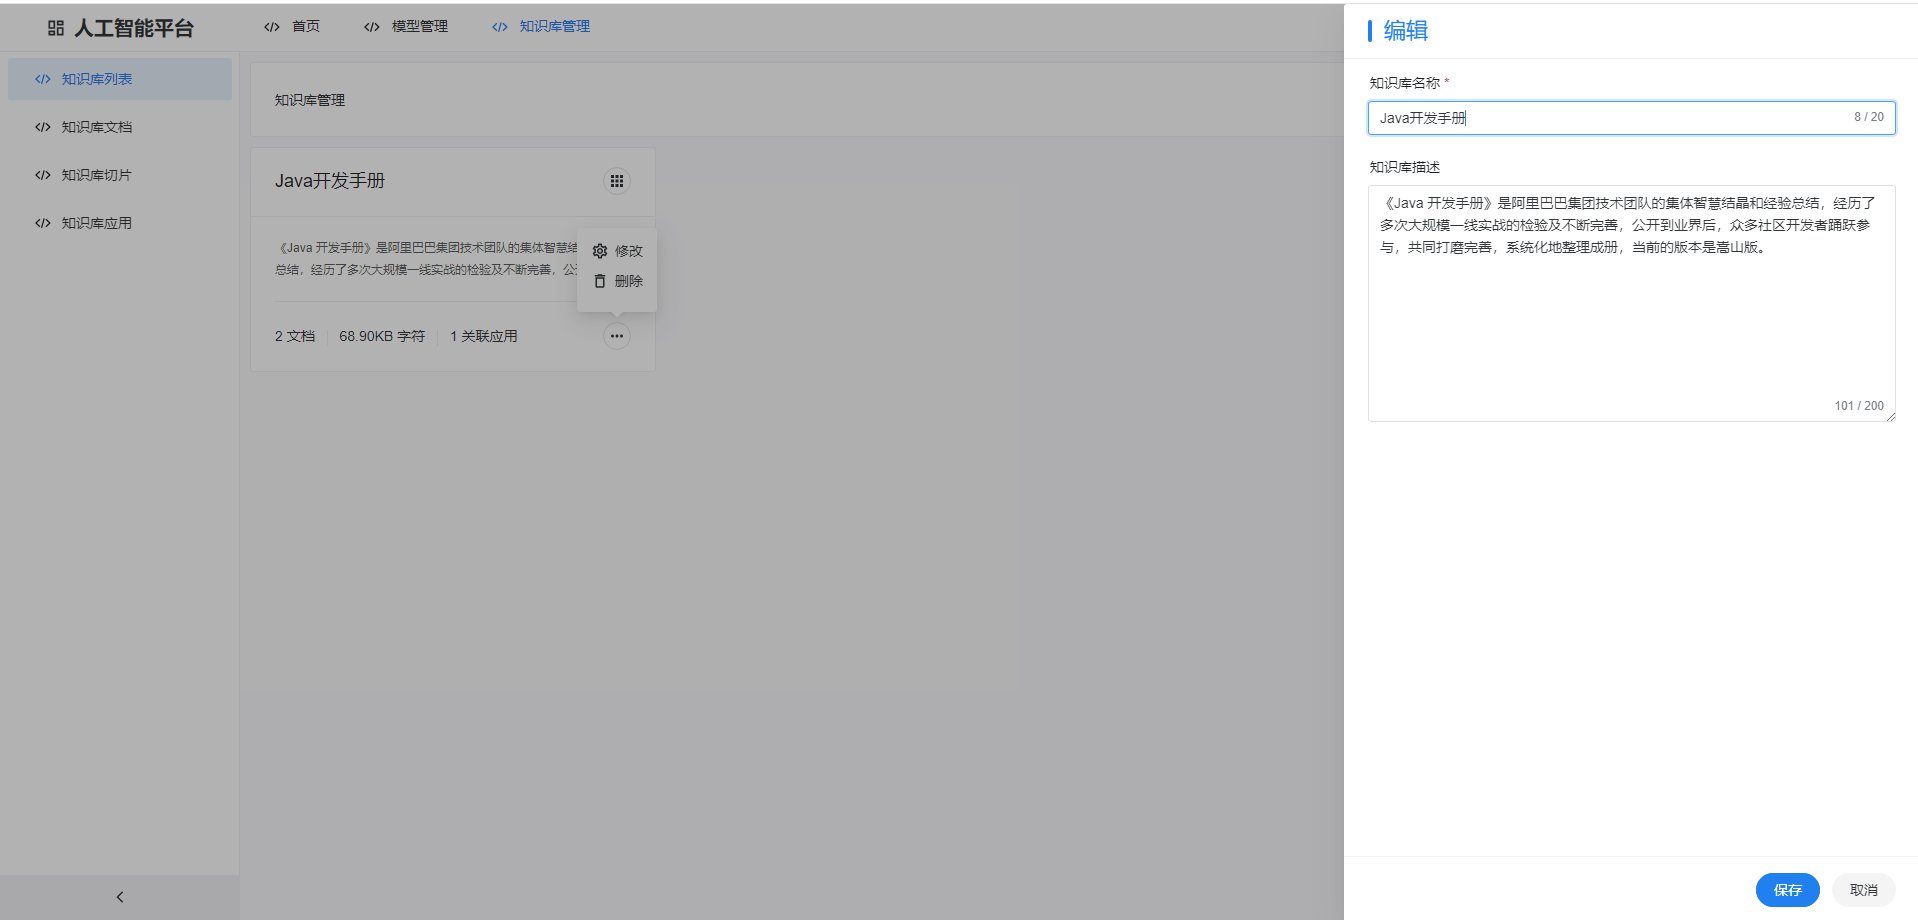 人工智能平台
首页
模型管理
知识库管理
知识库列表
知识库文档
知识库切片
知识库应用
知识库管理
Java开发手册
《Java 开发手册》是阿里巴巴集团技术团队的集体智慧结
总结，经历了多次大规模一线实战的检验及不断完善，公
修改
删除
2 文档
68.90KB 字符
1 关联应用
编辑
知识库名称 *
Java开发手册
8 / 20
知识库描述
《Java 开发手册》是阿里巴巴集团技术团队的集体智慧结晶和经验总结，经历了
多次大规模一线实战的检验及不断完善，公开到业界后，众多社区开发者踊跃参
与，共同打磨完善，系统化地整理成册，当前的版本是嵩山版。
101 / 200
保存
取消